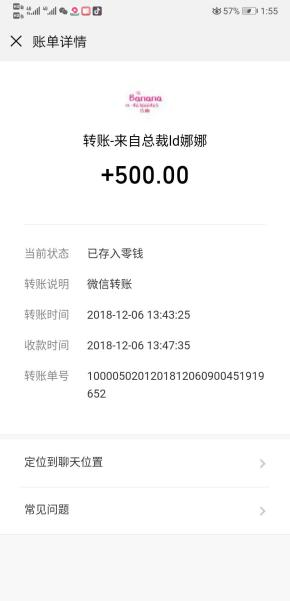 57% 1:55
账单详情
Banana
转账-来自总裁ld娜娜
+500.00
当前状态 已存入零钱
转账说明 微信转账
转账时间 2018-12-06 13:43:25
收款时间 2018-12-06 13:47:35
转账单号 1000050201201812060900451919
652
定位到聊天位置
常见问题